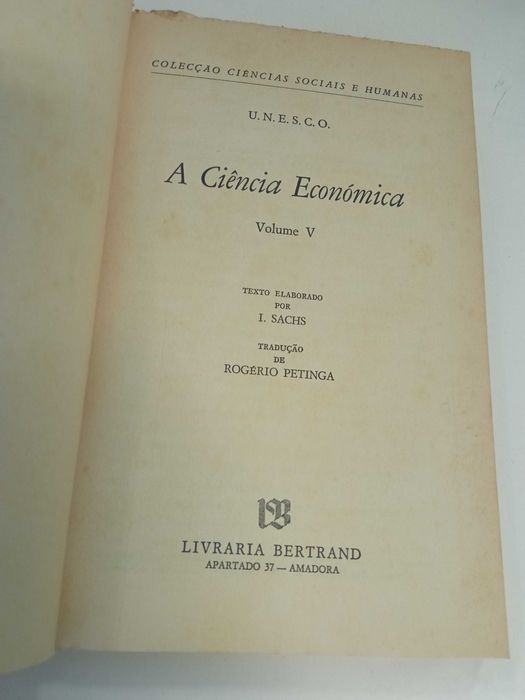 COLECÇÃO CIÊNCIAS SOCIAIS E HUMANAS
U. N. E. S. C. O.
A Ciência Económica
Volume V
TEXTO ELABORADO
POR
I. SACHS
TRADUÇÃO
DE
ROGÉRIO PETINGA
LIVRARIA BERTRAND
APARTADO 37 — AMADORA